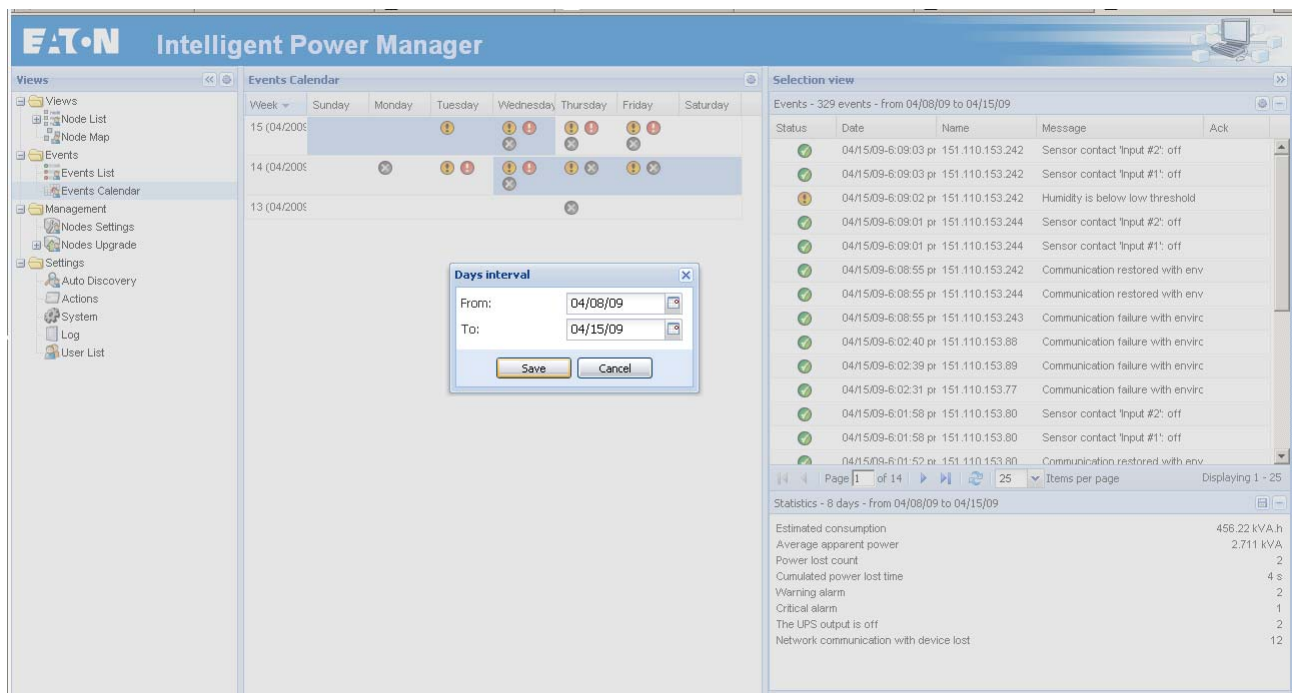 EATON Intelligent Power Manager
Views
Views
Node List
Node Map
Events
Events List
Events Calendar
Management
Nodes Settings
Nodes Upgrade
Settings
Auto Discovery
Actions
System
Log
User List
Events Calendar
Week Sunday Monday Tuesday Wednesday Thursday Friday Saturday
15 (04/2009
14 (04/2009
13 (04/2009
Days interval
From: 04/08/09
To: 04/15/09
Save Cancel
Selection view
Events - 329 events - from 04/08/09 to 04/15/09
Status Date Name Message Ack
04/15/09-6:09:03 pr 151.110.153.242 Sensor contact 'Input #2': off
04/15/09-6:09:03 pr 151.110.153.242 Sensor contact 'Input #1': off
04/15/09-6:09:02 pr 151.110.153.242 Humidity is below low threshold
04/15/09-6:09:01 pr 151.110.153.244 Sensor contact 'Input #2': off
04/15/09-6:09:01 pr 151.110.153.244 Sensor contact 'Input #1': off
04/15/09-6:08:55 pr 151.110.153.242 Communication restored with env
04/15/09-6:08:55 pr 151.110.153.244 Communication restored with env
04/15/09-6:08:55 pr 151.110.153.243 Communication failure with envirc
04/15/09-6:02:40 pr 151.110.153.88 Communication failure with envirc
04/15/09-6:02:39 pr 151.110.153.89 Communication failure with envirc
04/15/09-6:02:31 pr 151.110.153.77 Communication failure with envirc
04/15/09-6:01:58 pr 151.110.153.80 Sensor contact 'Input #2': off
04/15/09-6:01:58 pr 151.110.153.80 Sensor contact 'Input #1': off
04/15/09-6:01:52 pr 151.110.153.80 Communication restored with env
Page 1 of 14 25 Items per page Displaying 1 - 25
Statistics - 8 days - from 04/08/09 to 04/15/09
Estimated consumption 456.22 kVA.h
Average apparent power 2.711 kVA
Power lost count 2
Cumulated power lost time 4 s
Warning alarm 2
Critical alarm 1
The UPS output is off 2
Network communication with device lost 12